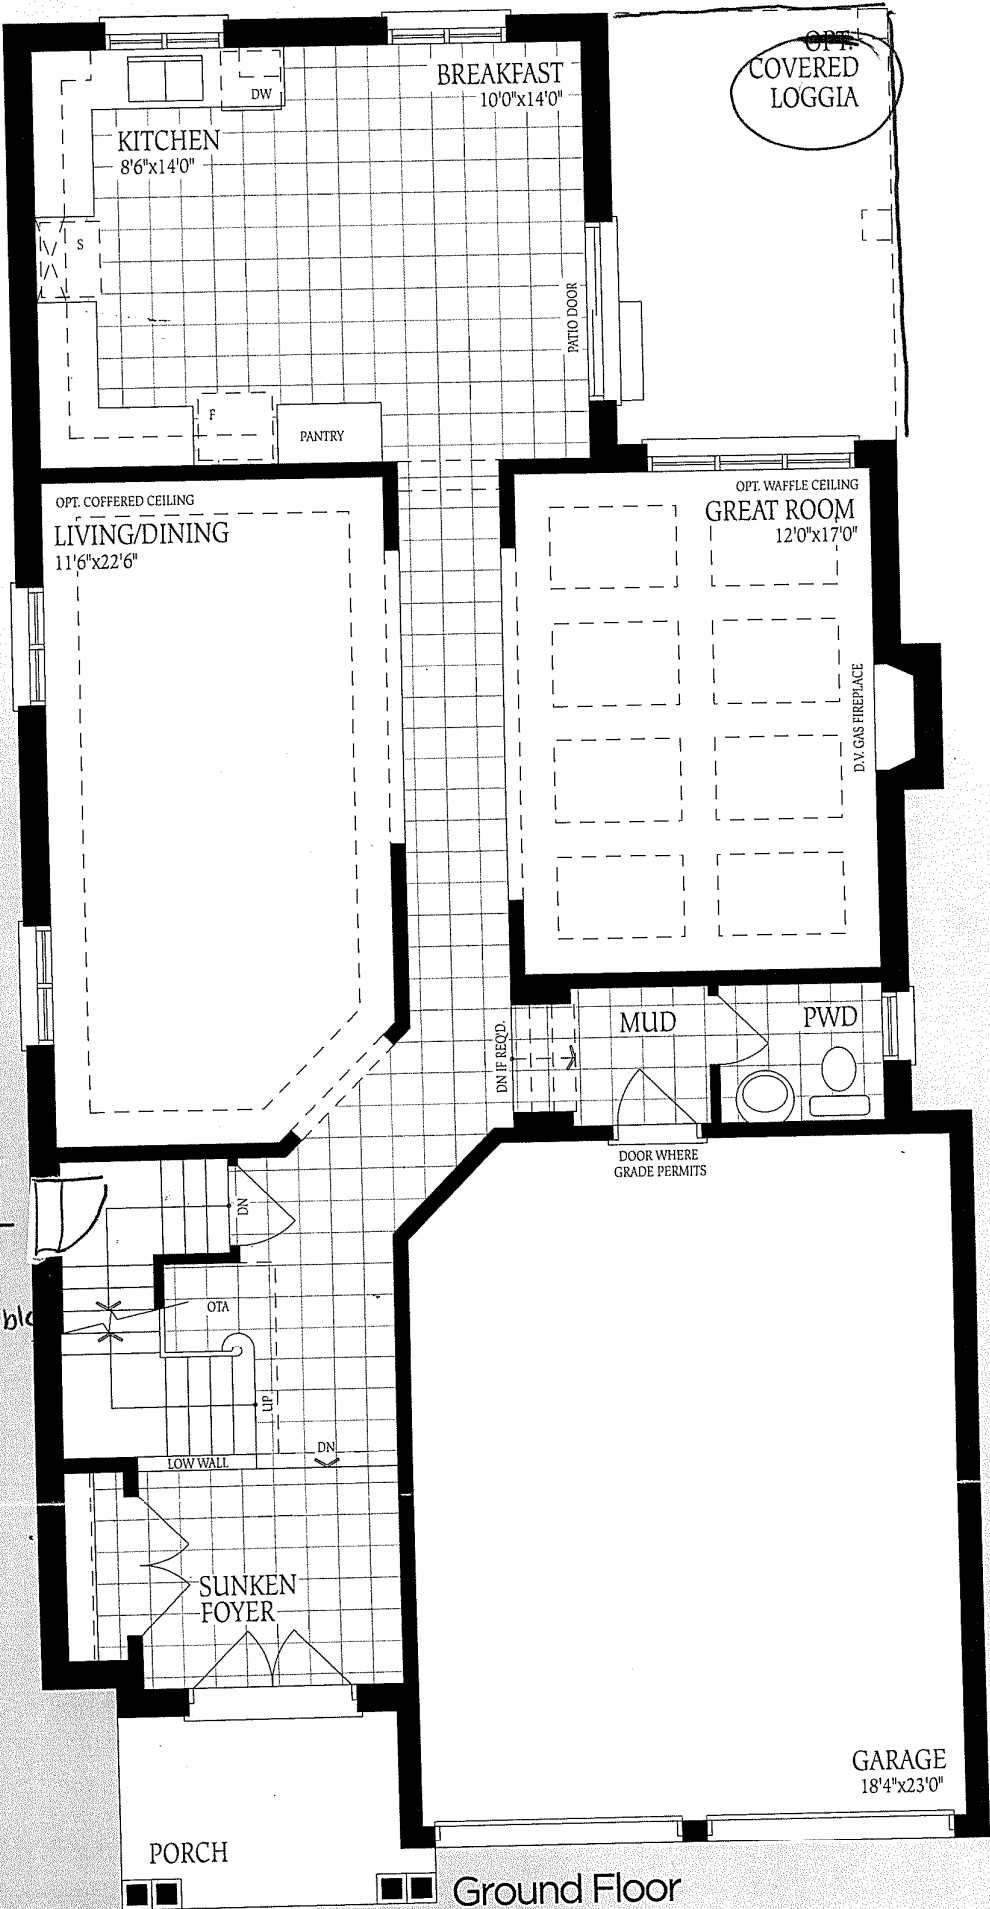 OPT.
COVERED
LOGGIA
BREAKFAST
10'0"x14'0"
DW
KITCHEN
8'6"x14'0"
S
PATIO DOOR
F
PANTRY
OPT. COFFERED CEILING
LIVING/DINING
11'6"x22'6"
OPT. WAFFLE CEILING
GREAT ROOM
12'0"x17'0"
D.V. GAS FIREPLACE
DN IF REQ'D.
MUD
PWD
DOOR WHERE
GRADE PERMITS
DN
OTA
UP
DN
LOW WALL
SUNKEN
FOYER
GARAGE
18'4"x23'0"
PORCH
Ground Floor